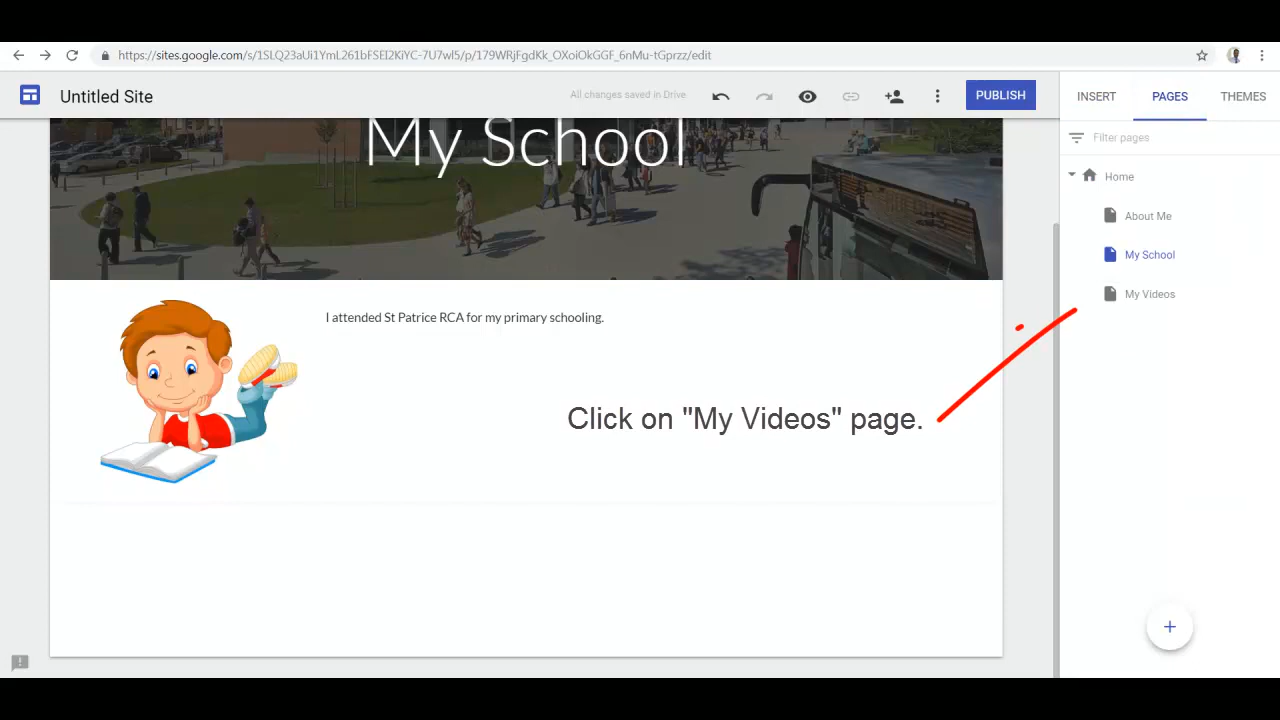 https://sites.google.com/s/1SLQ23aUi1YmL261bFSEI2KiYC-7U7wl5/p/179WRjFgdKk_OXoiOkGGF_6nMu-tGprzz/edit
Untitled Site
All changes saved in Drive
PUBLISH
INSERT
PAGES
THEMES
Filter pages
Home
About Me
My School
My Videos
My School
I attended St Patrice RCA for my primary schooling.
Click on "My Videos" page.